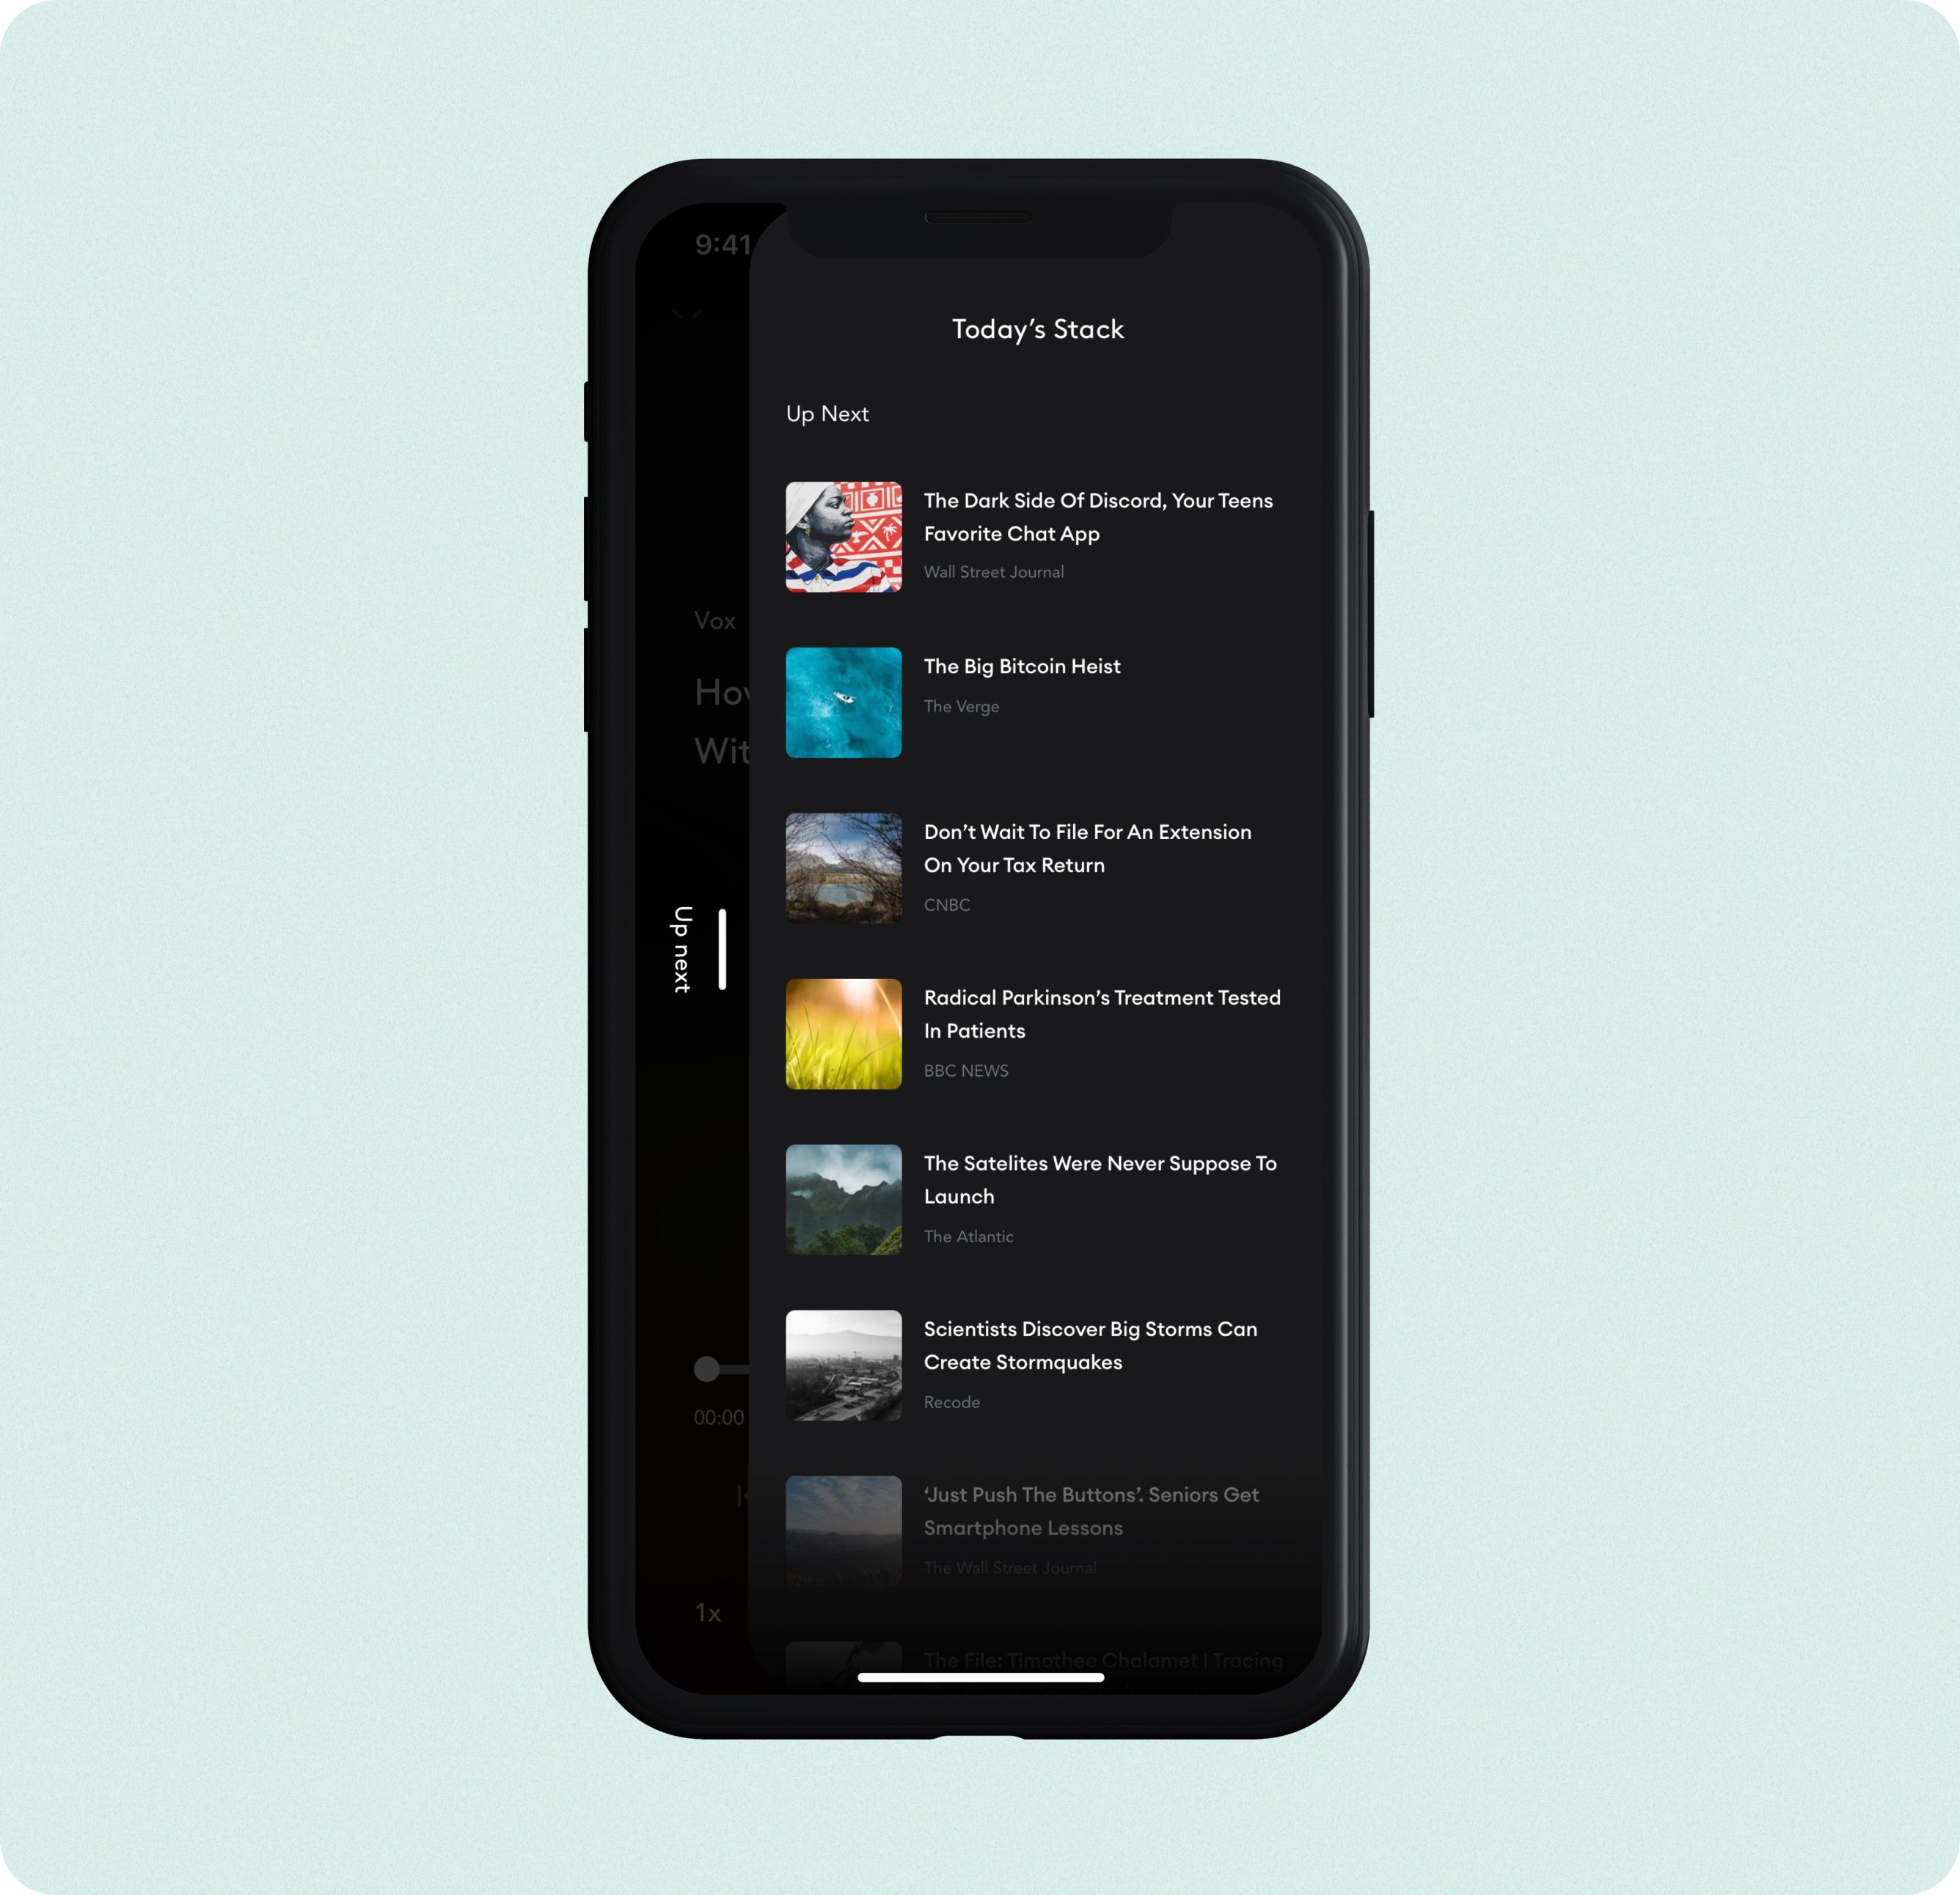 9:41
Today’s Stack
Up Next
The Dark Side Of Discord, Your Teens
Favorite Chat App
Wall Street Journal
Vox
The Big Bitcoin Heist
The Verge
Don’t Wait To File For An Extension
On Your Tax Return
CNBC
Up next
Radical Parkinson’s Treatment Tested
In Patients
BBC NEWS
The Satelites Were Never Suppose To
Launch
The Atlantic
Scientists Discover Big Storms Can
Create Stormquakes
Recode
00:00
‘Just Push The Buttons’. Seniors Get
Smartphone Lessons
The Wall Street Journal
1x
The File: Timothee Chalamet | Tracing